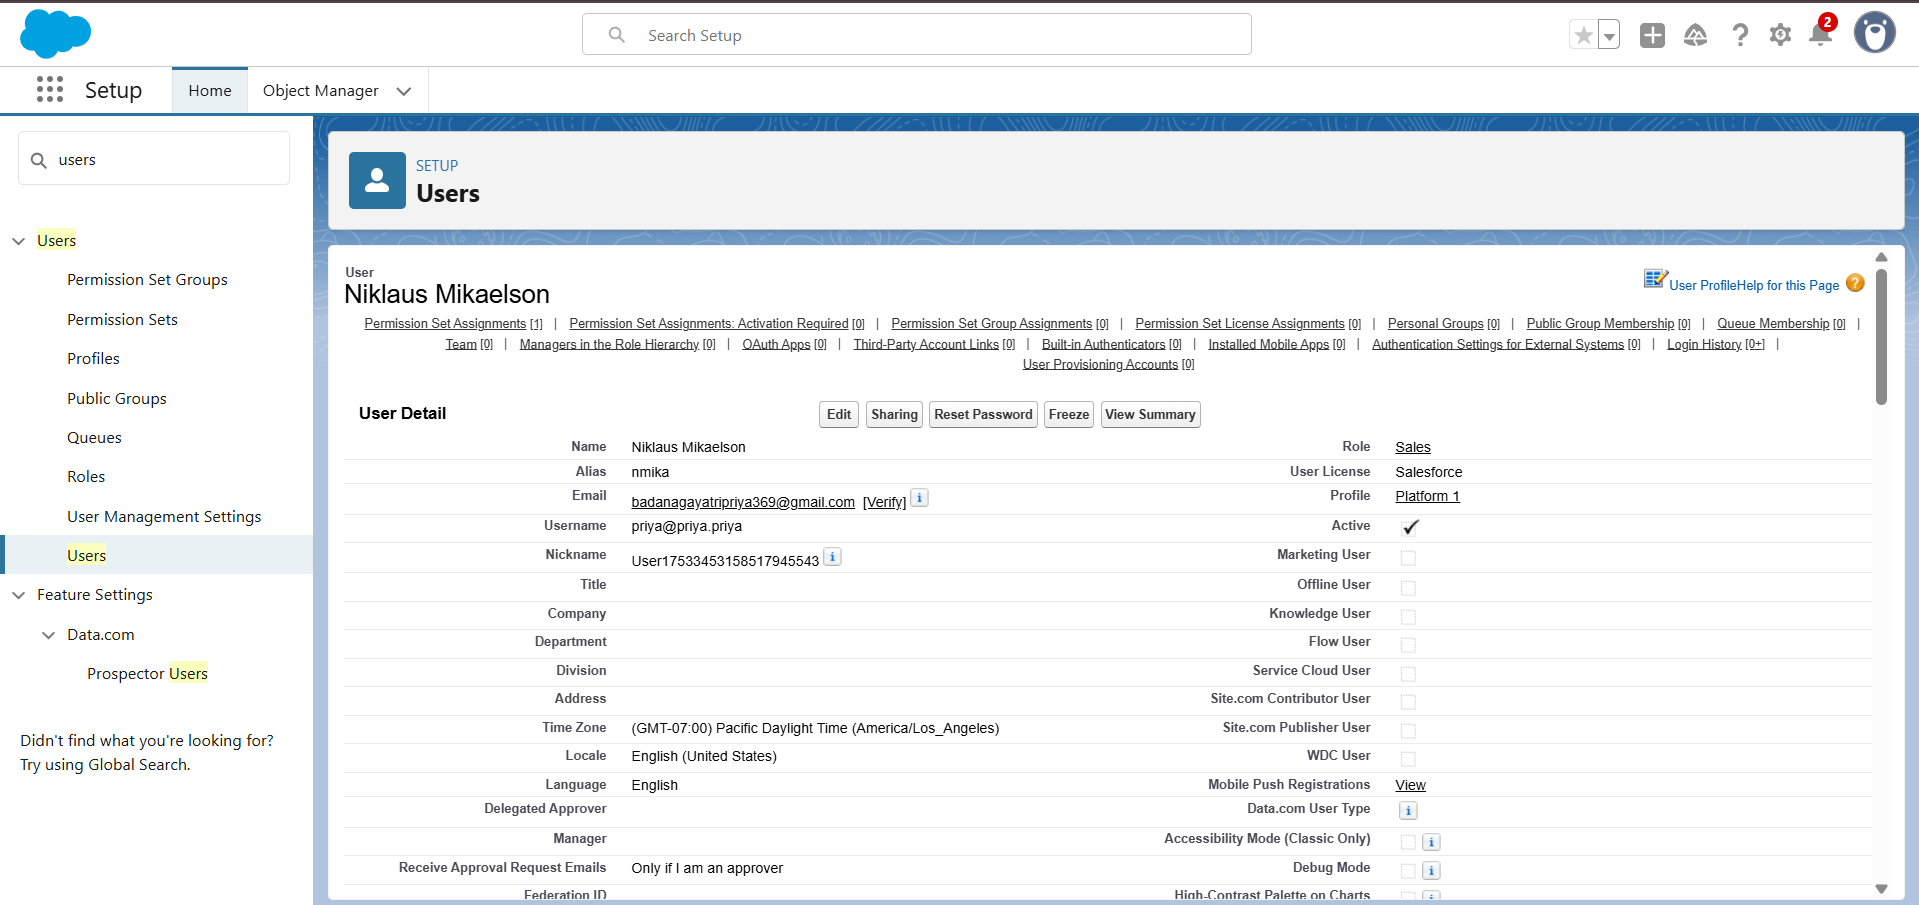 Search Setup
2
Setup
Home
Object Manager
users
Users
Permission Set Groups
Permission Sets
Profiles
Public Groups
Queues
Roles
User Management Settings
Users
Feature Settings
Data.com
Prospector Users
Didn't find what you're looking for?
Try using Global Search.
SETUP
Users
User
Niklaus Mikaelson
User Profile Help for this Page ?
Permission Set Assignments [1] | Permission Set Assignments: Activation Required [0] | Permission Set Group Assignments [0] | Permission Set License Assignments [0] | Personal Groups [0] | Public Group Membership [0] | Queue Membership [0] |
Team [0] | Managers in the Role Hierarchy [0] | OAuth Apps [0] | Third-Party Account Links [0] | Built-in Authenticators [0] | Installed Mobile Apps [0] | Authentication Settings for External Systems [0] | Login History [0+] |
User Provisioning Accounts [0]
User Detail Edit Sharing Reset Password Freeze View Summary
Name Niklaus Mikaelson Role Sales
Alias nmika User License Salesforce
Email badanagayatripriya369@gmail.com [Verify] i Profile Platform 1
Username priya@priya.priya Active
Nickname User17533453158517945543 i Marketing User
Title Offline User
Company Knowledge User
Department Flow User
Division Service Cloud User
Address Site.com Contributor User
Time Zone (GMT-07:00) Pacific Daylight Time (America/Los_Angeles) Site.com Publisher User
Locale English (United States) WDC User
Language English Mobile Push Registrations View
Delegated Approver Data.com User Type i
Manager Accessibility Mode (Classic Only) i
Receive Approval Request Emails Only if I am an approver Debug Mode i
Federation ID High-Contrast Palette on Charts i